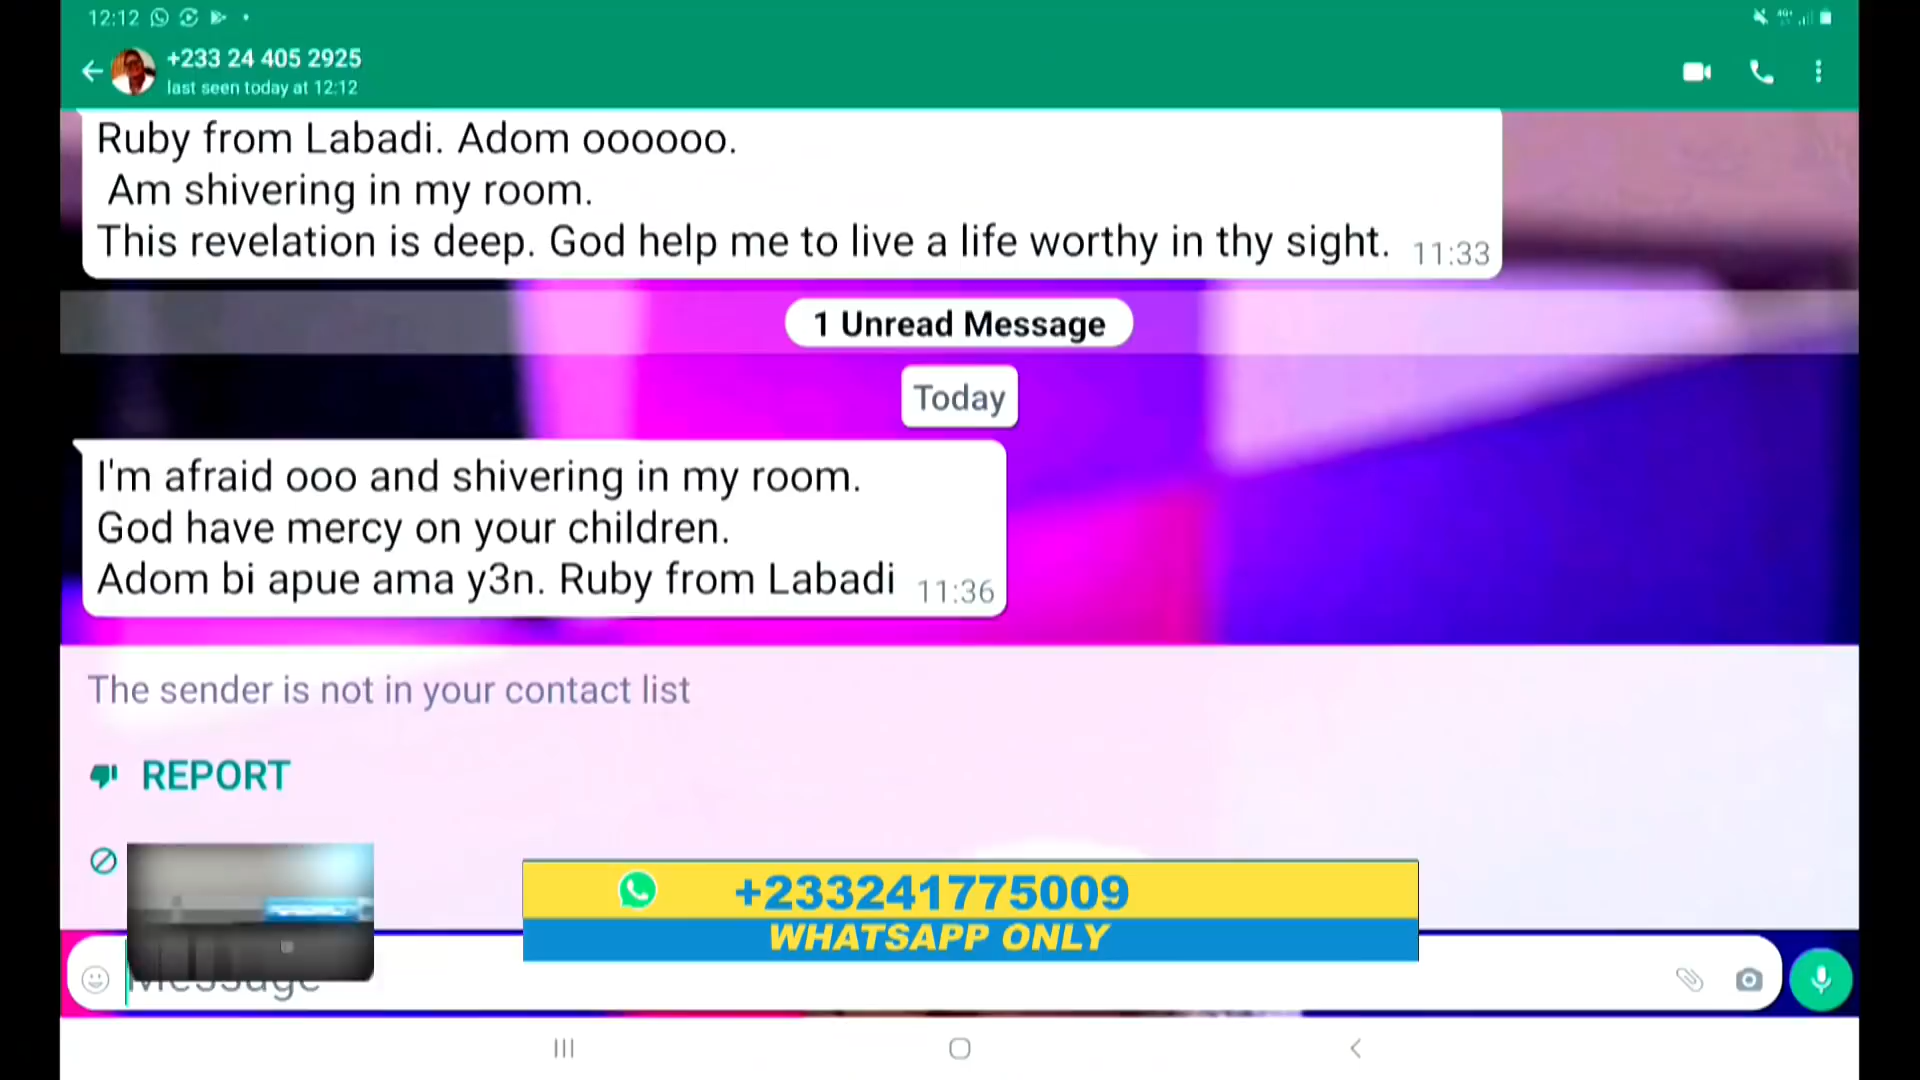 12:12
+233 24 405 2925
last seen today at 12:12
Ruby from Labadi. Adom oooooo.
Am shivering in my room.
This revelation is deep. God help me to live a life worthy in thy sight. 11:33
1 Unread Message
Today
I'm afraid ooo and shivering in my room.
God have mercy on your children.
Adom bi apue ama y3n. Ruby from Labadi 11:36
The sender is not in your contact list
REPORT
+233241775009
WHATSAPP ONLY
Message